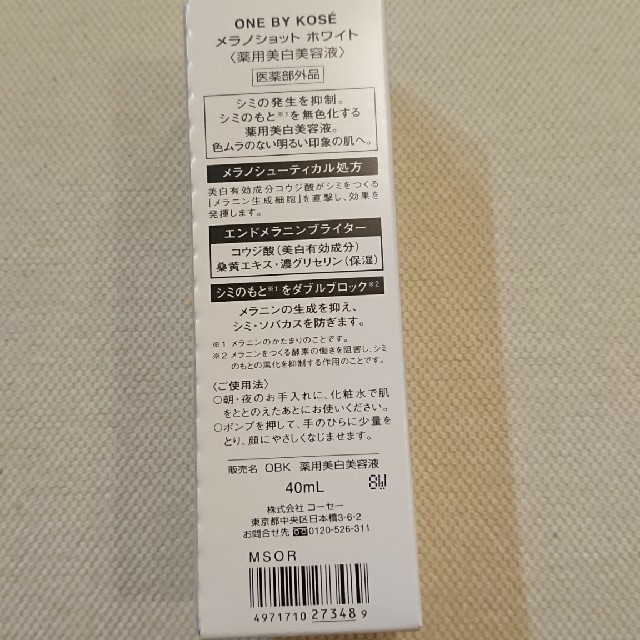 ONE BY KOSÉ
メラノショット ホワイト
〈薬用美白美容液〉
医薬部外品
シミの発生を抑制。
シミのもと※1を無色化する
薬用美白美容液。
色ムラのない明るい印象の肌へ。
メラノシューティカル処方
美白有効成分コウジ酸がシミをつくる
『メラニン生成細胞』を直撃し、効果を
発揮します。
エンドメラニンブライター
コウジ酸(美白有効成分)
桑黄エキス・濃グリセリン(保湿)
シミのもと※1をダブルブロック※2
メラニンの生成を抑え、
シミ・ソバカスを防ぎます。
※1 メラニンのかたまりのことです。
※2 メラニンをつくる酵素の働きを阻害し、シミ
のもとの黒化を抑制する作用のことです。
〈ご使用法〉
○朝・夜のお手入れに、化粧水で肌
をととのえたあとにお使いください。
○ポンプを押して、手のひらに少量を
とり、顔にやさしくなじませます。
販売名 OBK 薬用美白美容液
40mL
8W
株式会社 コーセー
東京都中央区日本橋3-6-2
お問合せ先 0120-526-311
MSOR
4971710 273489